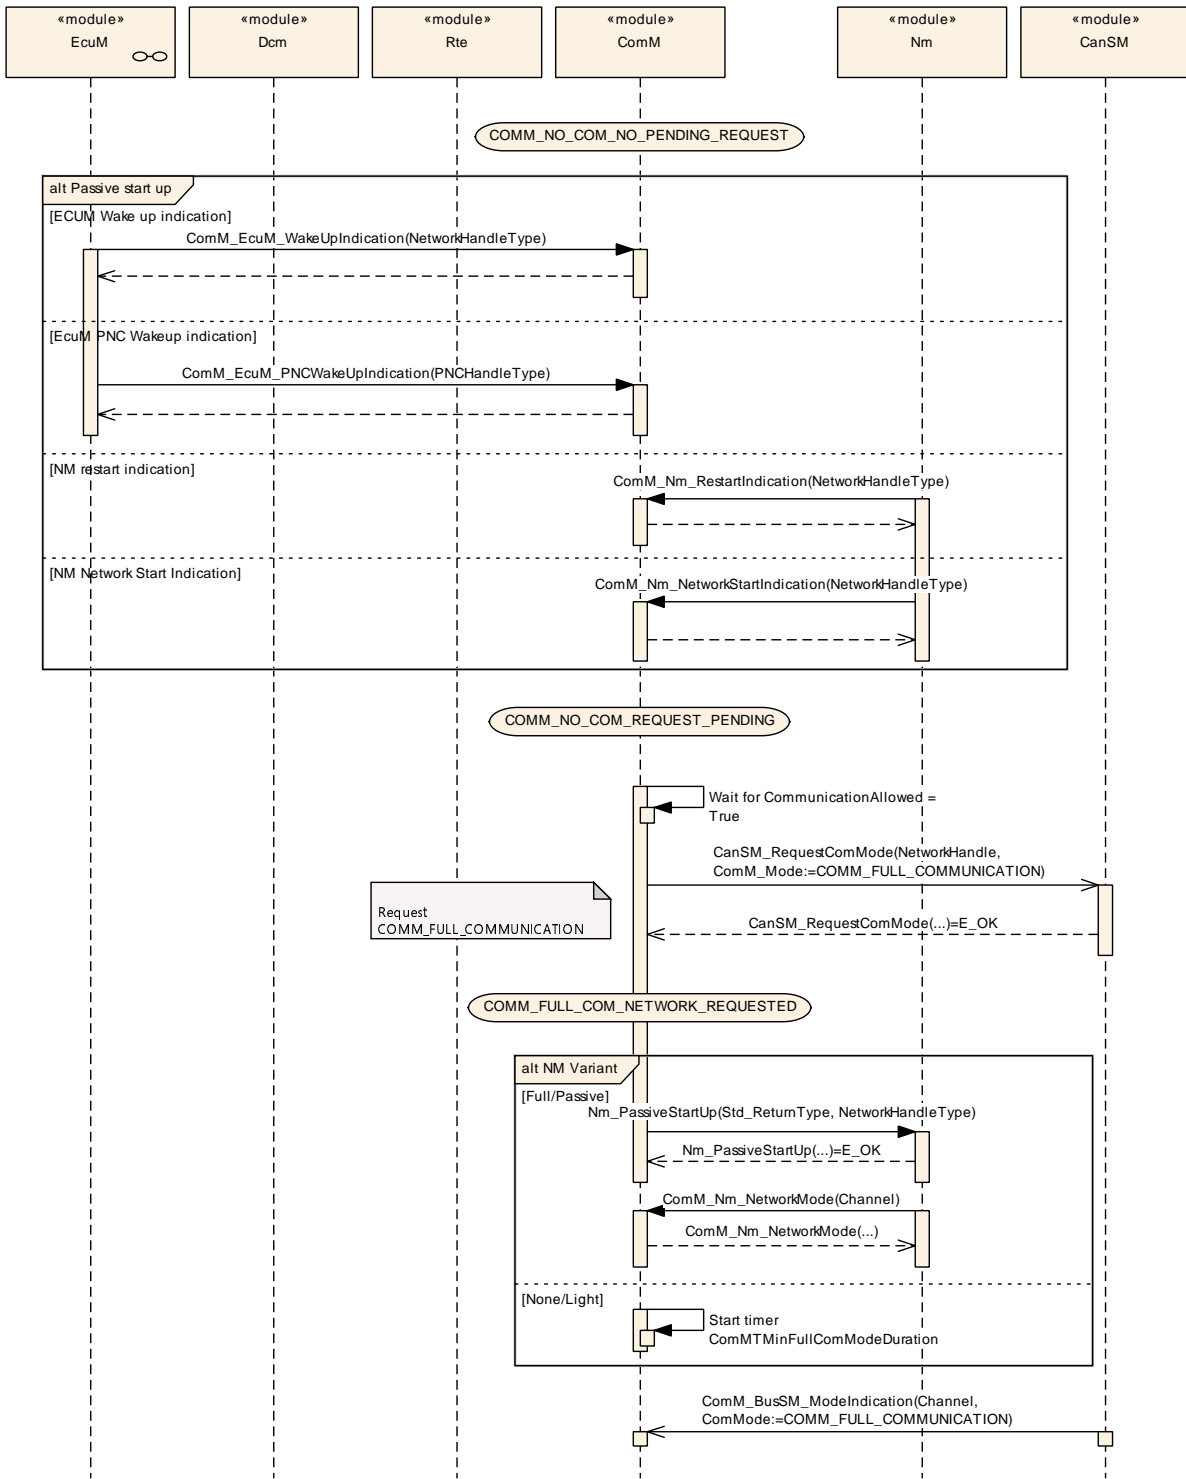 «module»
EcuM
«module»
Dcm
«module»
Rte
«module»
ComM
«module»
Nm
«module»
CanSM
COMM_NO_COM_NO_PENDING_REQUEST
alt Passive start up
[ECUM Wake up indication]
ComM_EcuM_WakeUpIndication(NetworkHandleType)
[EcuM PNC Wakeup indication]
ComM_EcuM_PNCWakeUpIndication(PNCHandleType)
[NM restart indication]
ComM_Nm_RestartIndication(NetworkHandleType)
[NM Network Start Indication]
ComM_Nm_NetworkStartIndication(NetworkHandleType)
COMM_NO_COM_REQUEST_PENDING
Wait for CommunicationAllowed =
True
CanSM_RequestComMode(NetworkHandle,
ComM_Mode:=COMM_FULL_COMMUNICATION)
Request
COMM_FULL_COMMUNICATION
CanSM_RequestComMode(...)=E_OK
COMM_FULL_COM_NETWORK_REQUESTED
alt NM Variant
[Full/Passive]
Nm_PassiveStartUp(Std_ReturnType, NetworkHandleType)
Nm_PassiveStartUp(...)=E_OK
ComM_Nm_NetworkMode(Channel)
ComM_Nm_NetworkMode(...)
[None/Light]
Start timer
ComMTMinFullComModeDuration
ComM_BusSM_ModeIndication(Channel,
ComMode:=COMM_FULL_COMMUNICATION)